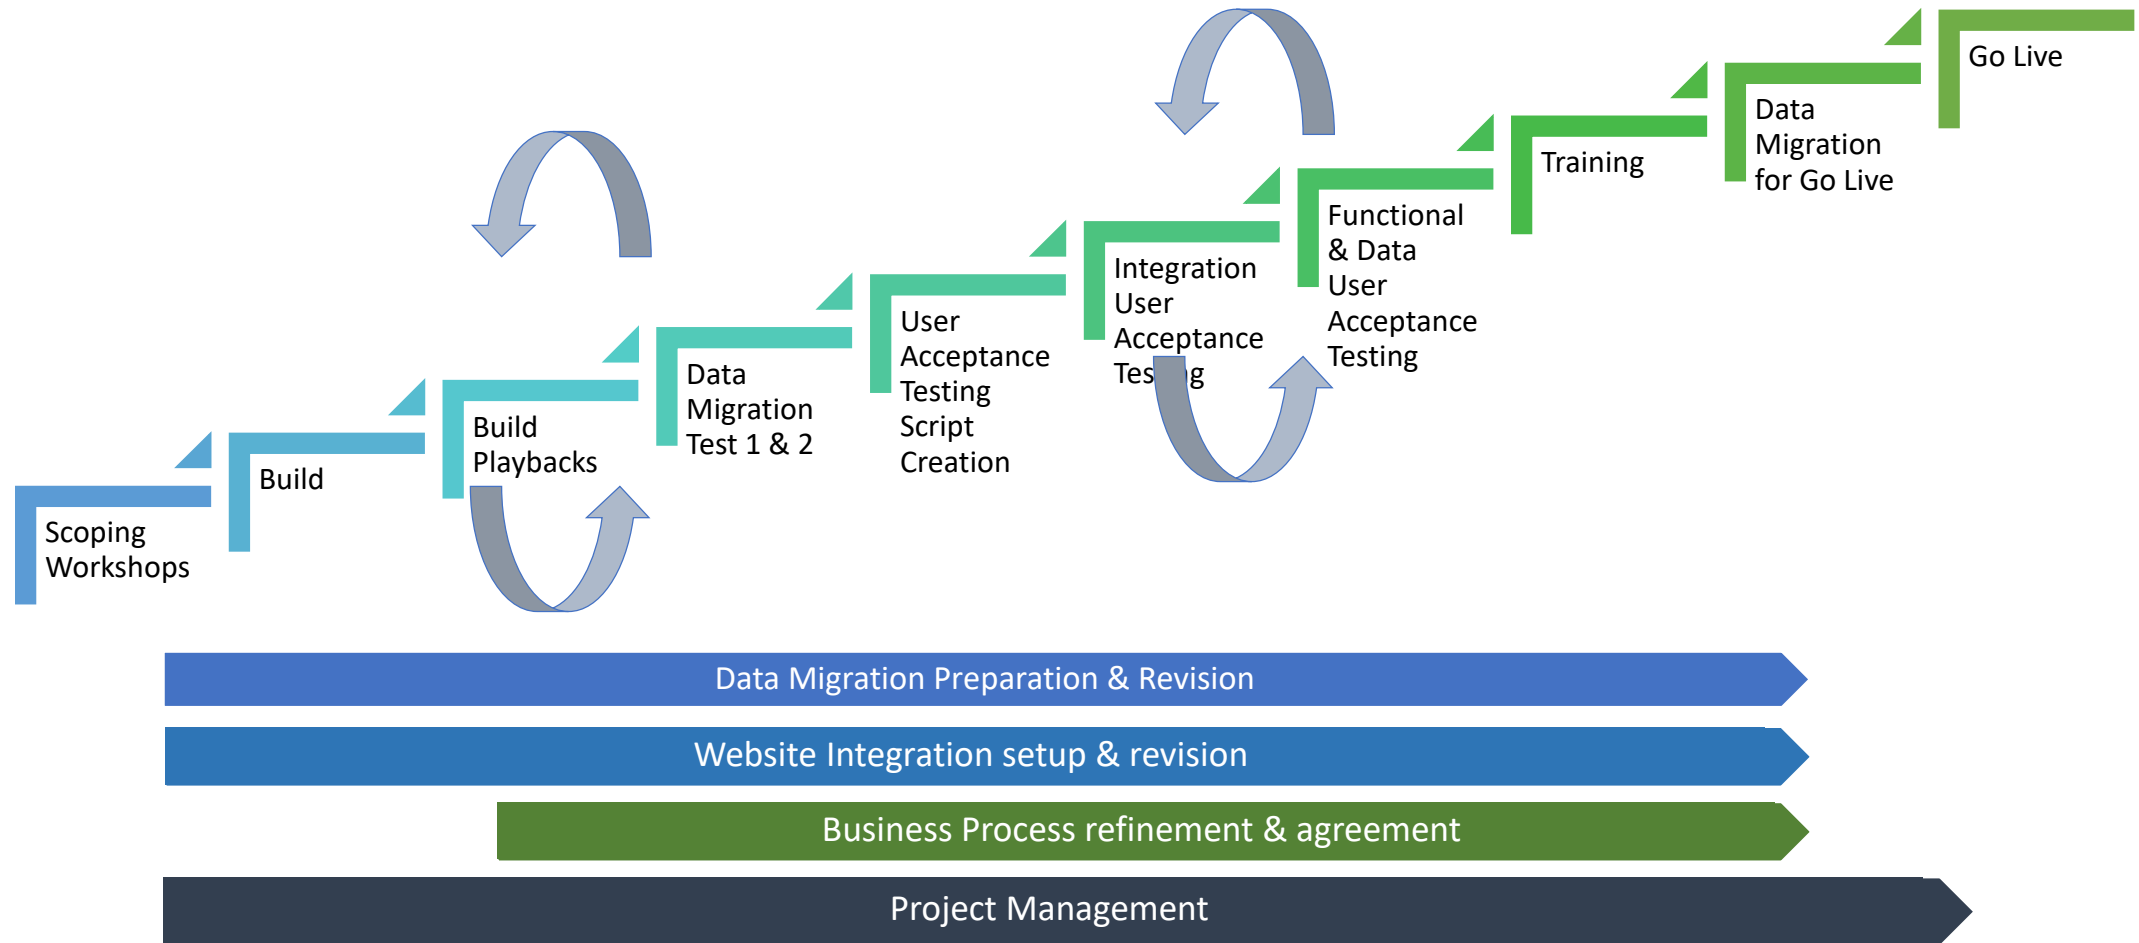 Scoping
Workshops
Build
Build
Playbacks
Data
Migration
Test 1 & 2
User
Acceptance
Testing
Script
Creation
Integration
User
Acceptance
Testing
Functional
& Data
User
Acceptance
Testing
Training
Data
Migration
for Go Live
Go Live
Data Migration Preparation & Revision
Website Integration setup & revision
Business Process refinement & agreement
Project Management